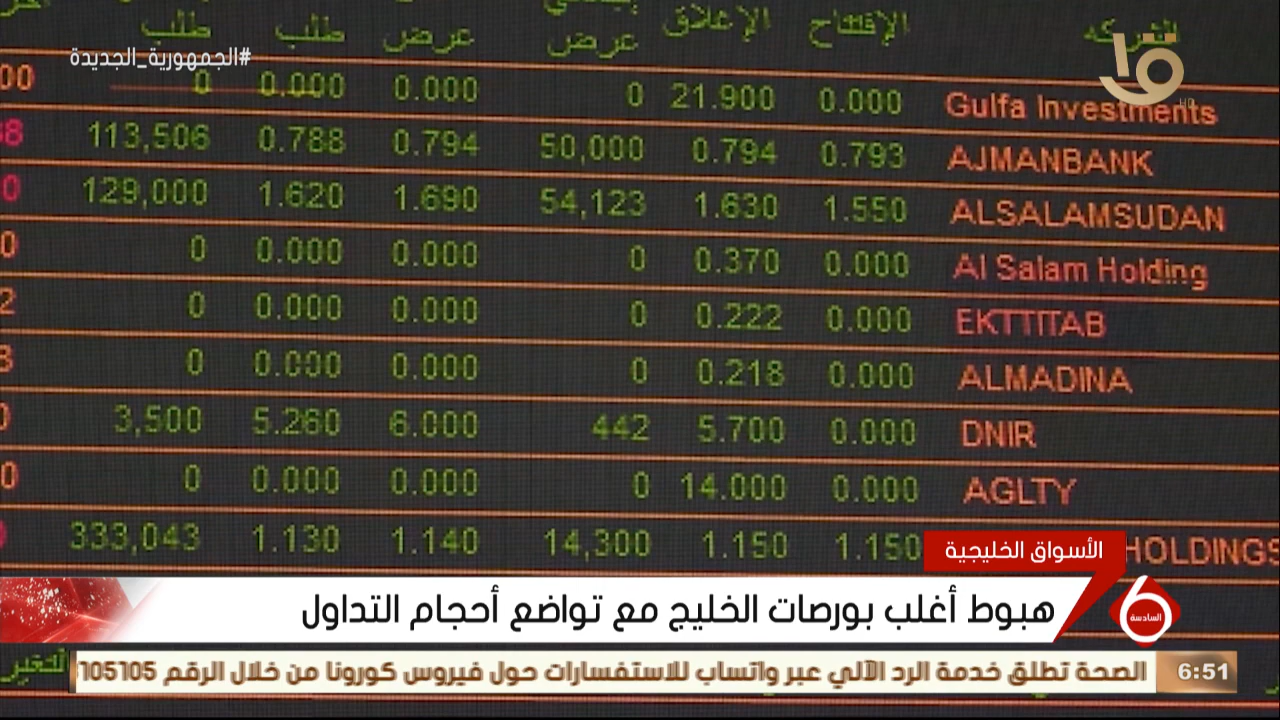 #الجمهورية_الجديدة
الشركه الإفتتاح الإغلاق عرض عرض طلب طلب
Gulfa Investments 0.000 21.900 0 0.000 0.000 0
AJMANBANK 0.793 0.794 50,000 0.794 0.788 113,506
ALSALAMSUDAN 1.550 1.630 54,123 1.690 1.620 129,000
Al Salam Holding 0.000 0.370 0 0.000 0.000 0
EKTTITAB 0.000 0.222 0 0.000 0.000 0
ALMADINA 0.000 0.218 0 0.000 0.000 0
DNIR 0.000 5.700 442 6.000 5.260 3,500
AGLTY 0.000 14.000 0 0.000 0.000 0
HOLDINGS 1.150 1.150 14,300 1.140 1.130 333,043
الأسواق الخليجية
السادسة
هبوط أغلب بورصات الخليج مع تواضع أحجام التداول
6:51
الصحة تطلق خدمة الرد الآلي عبر واتساب للاستفسارات حول فيروس كورونا من خلال الرقم 105105